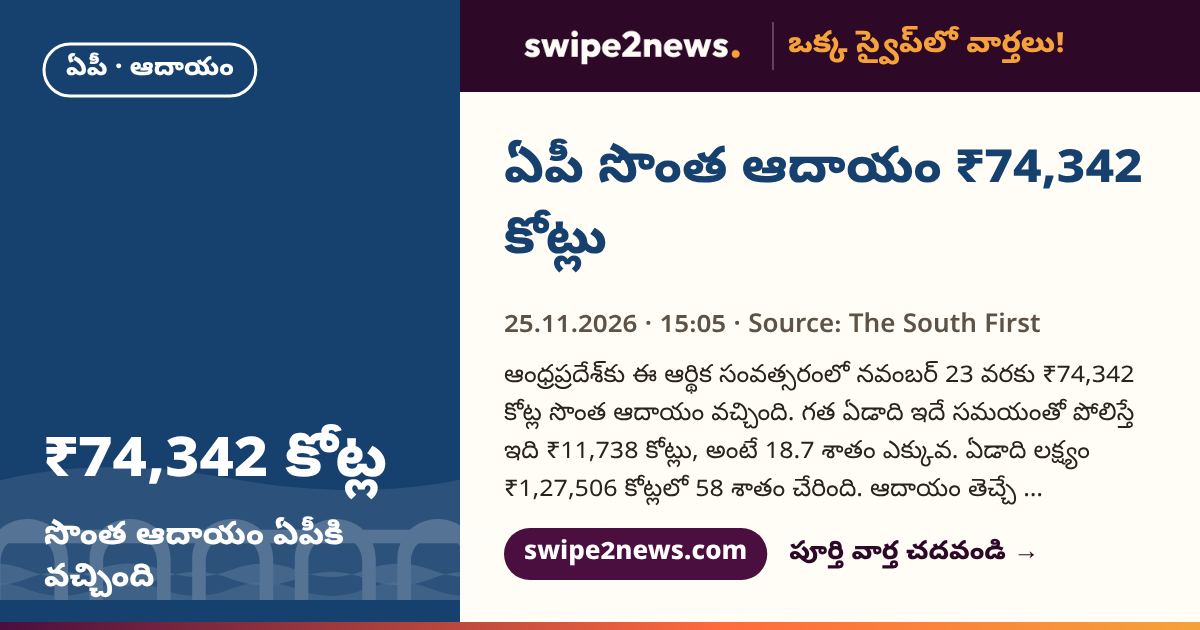 ఏపీ · ఆదాయం
₹74,342 కోట్ల
సొంత ఆదాయం ఏపీకి
వచ్చింది
swipe2news.
ఒక్క స్వైప్‌లో వార్తలు!
ఏపీ సొంత ఆదాయం ₹74,342
కోట్లు
25.11.2026 · 15:05 · Source: The South First
ఆంధ్రప్రదేశ్‌కు ఈ ఆర్థిక సంవత్సరంలో నవంబర్ 23 వరకు ₹74,342
కోట్ల సొంత ఆదాయం వచ్చింది. గత ఏడాది ఇదే సమయంతో పోలిస్తే
ఇది ₹11,738 కోట్లు, అంటే 18.7 శాతం ఎక్కువ. ఏడాది లక్ష్యం
₹1,27,506 కోట్లలో 58 శాతం చేరింది. ఆదాయం తెచ్చే ...
swipe2news.com
పూర్తి వార్త చదవండి →